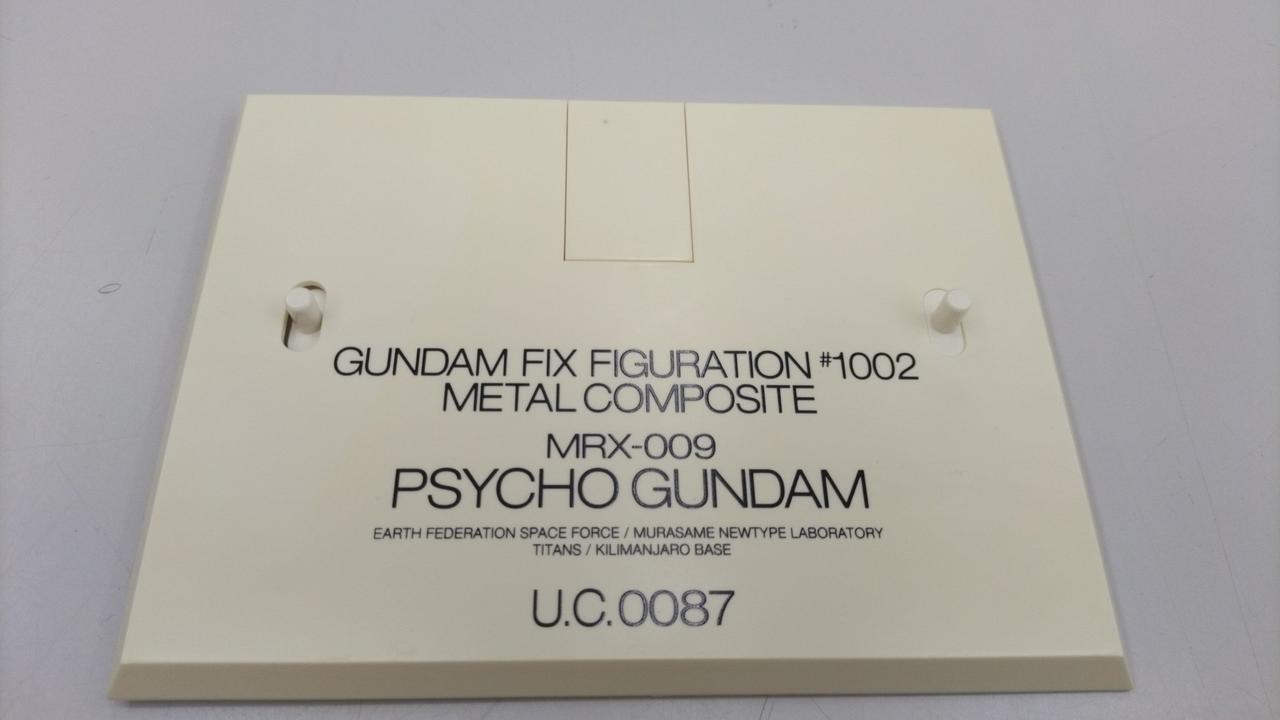 GUNDAM FIX FIGURATION #1002
METAL COMPOSITE
MRX-009
PSYCHO GUNDAM
EARTH FEDERATION SPACE FORCE / MURASAME NEWTYPE LABORATORY
TITANS / KILIMANJARO BASE
U.C.0087